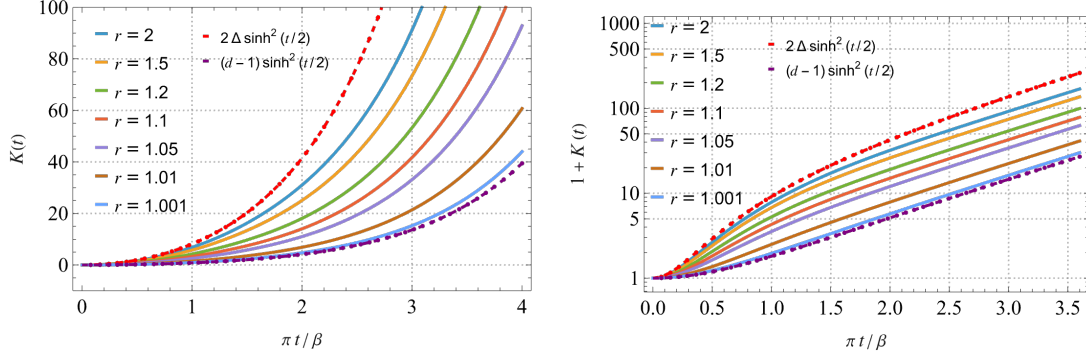 100
80
60
40
20
0
K(t)
0
1
2
3
4
π t / β
r = 2
r = 1.5
r = 1.2
r = 1.1
r = 1.05
r = 1.01
r = 1.001
2 Δ sinh² (t/2)
(d – 1) sinh² (t/2)
1000
500
100
50
10
5
1
1 + K (t)
0.0
0.5
1.0
1.5
2.0
2.5
3.0
3.5
π t / β
r = 2
r = 1.5
r = 1.2
r = 1.1
r = 1.05
r = 1.01
r = 1.001
2 Δ sinh² (t/2)
(d – 1) sinh² (t/2)